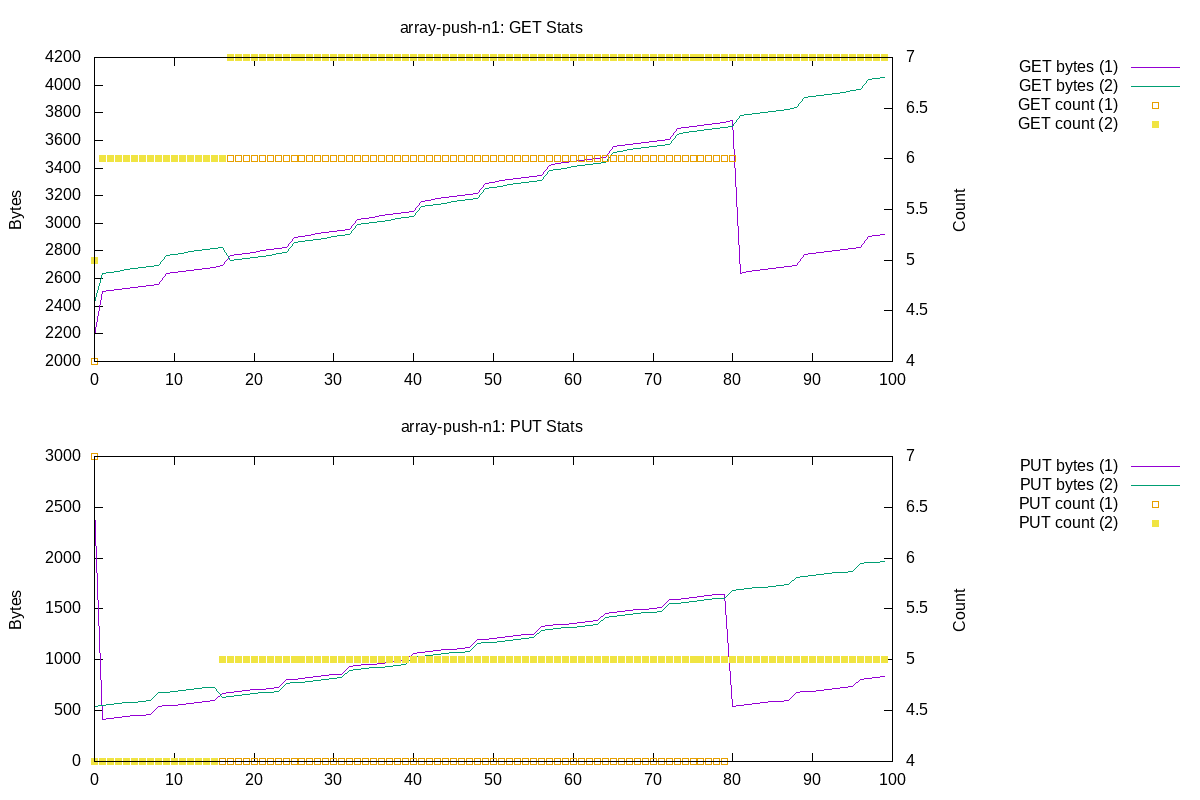 array-push-n1: GET Stats
4200
4000
3800
3600
3400
3200
3000
2800
2600
2400
2200
2000
Bytes
0 10 20 30 40 50 60 70 80 90 100
7
6.5
6
5.5
5
4.5
4
Count
GET bytes (1)
GET bytes (2)
GET count (1)
GET count (2)
array-push-n1: PUT Stats
3000
2500
2000
1500
1000
500
0
Bytes
0 10 20 30 40 50 60 70 80 90 100
7
6.5
6
5.5
5
4.5
4
Count
PUT bytes (1)
PUT bytes (2)
PUT count (1)
PUT count (2)